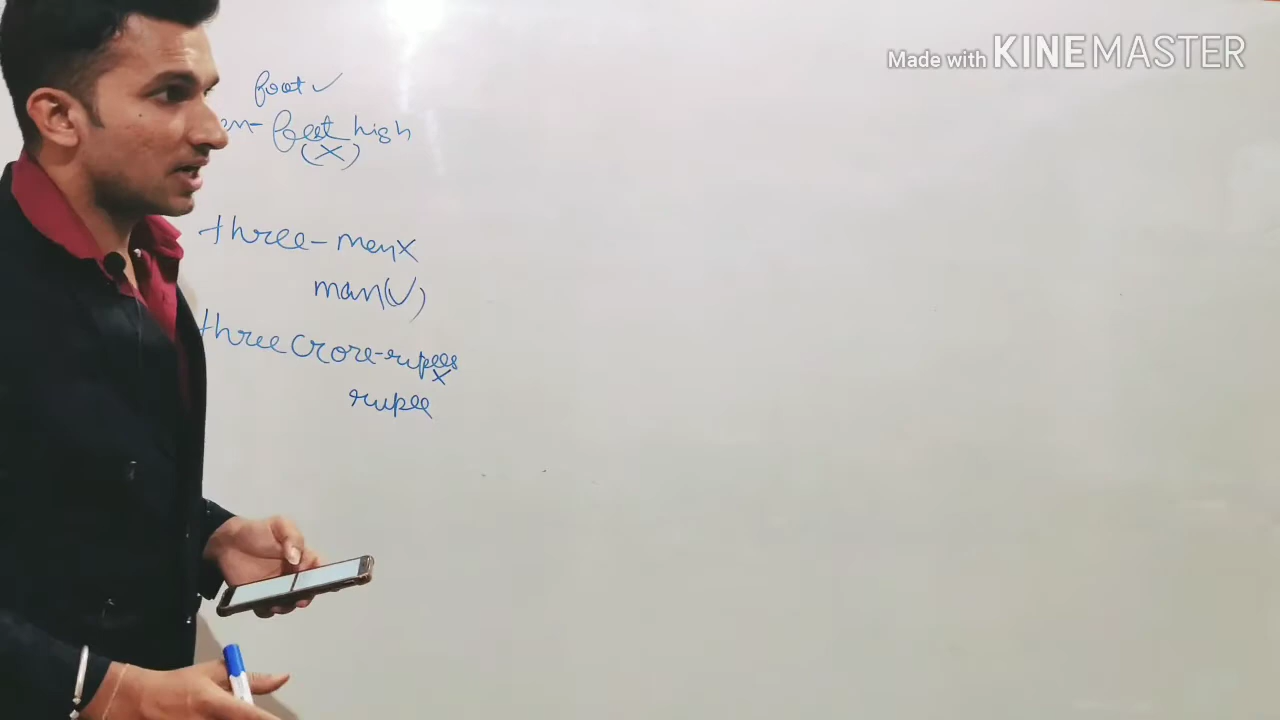 Made with KINEMASTER
foot ✓
feet high
(X)
three-men X
man(✓)
three crore-rupees
X
rupee